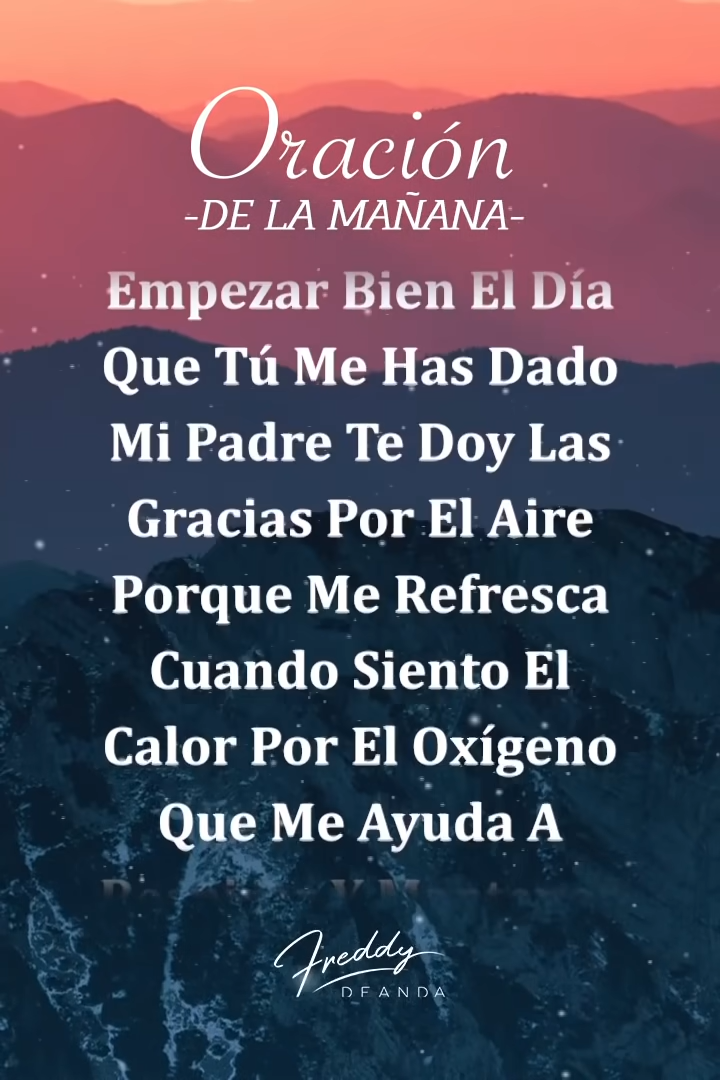 Oración
-DE LA MAÑANA-
Empezar Bien El Día
Que Tú Me Has Dado
Mi Padre Te Doy Las
Gracias Por El Aire
Porque Me Refresca
Cuando Siento El
Calor Por El Oxígeno
Que Me Ayuda A
Freddy
DEANDA